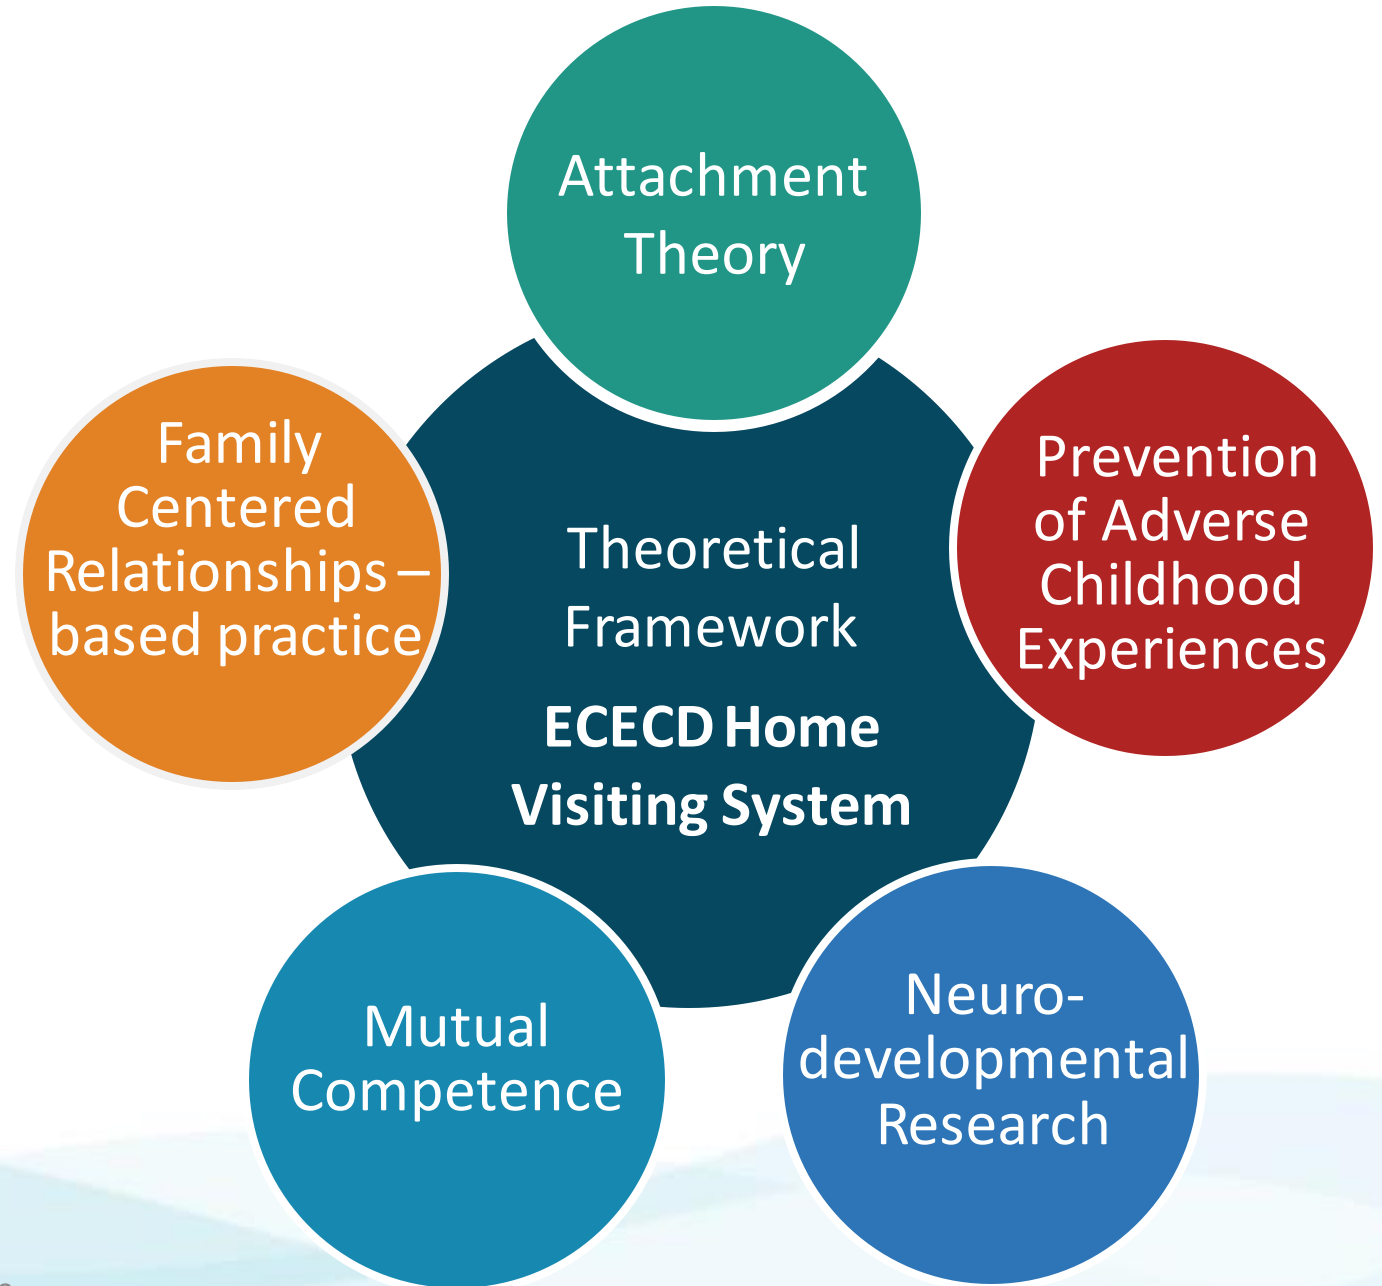 Attachment
Theory
Family
Centered
Relationships –
based practice
Prevention
of Adverse
Childhood
Experiences
Theoretical
Framework
ECECD Home
Visiting System
Mutual
Competence
Neuro-
developmental
Research